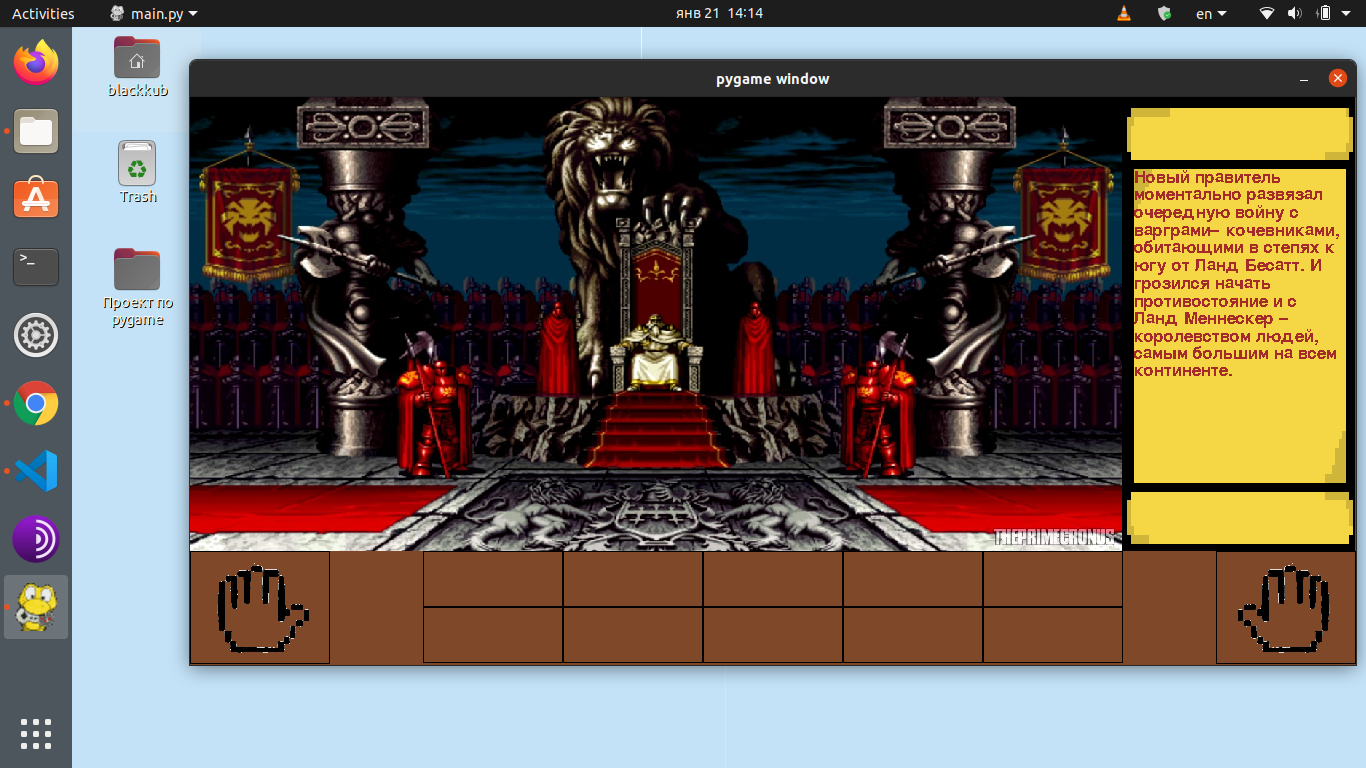 Activities
main.py
янв 21 14:14
en
blackkub
Trash
Проект по
pygame
pygame window
Новый правитель
моментально развязал
очередную войну с
варграми– кочевниками,
обитающими в степях к
югу от Ланд Бесатт. И
грозился начать
противостояние и с
Ланд Меннескер –
королевством людей,
самым большим на всем
континенте.
THEPRIMECRONUS